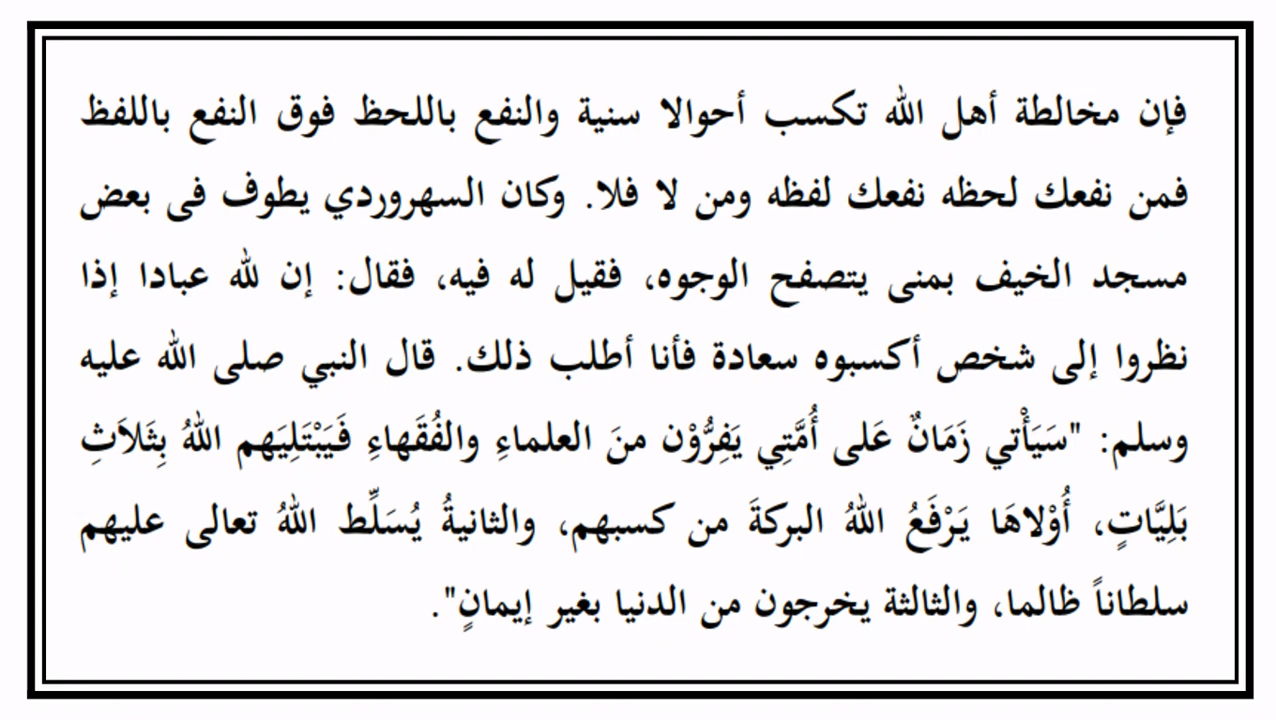 فإن مخالطة أهل الله تكسب أحوالا سنية والنفع باللحظ فوق النفع باللفظ
فمن نفعك لحظه نفعك لفظه ومن لا فلا. وكان السهروردي يطوف فى بعض
مسجد الخيف بمنى يتصفح الوجوه، فقيل له فيه، فقال: إن لله عبادا إذا
نظروا إلى شخص أكسبوه سعادة فأنا أطلب ذلك. قال النبي صلى الله عليه
وسلم: "سَيَأْتي زَمَانٌ عَلى أُمَّتِي يَفِرُّوْن منَ العلماءِ والفُقَهاءِ فَيَبْتَلِيَهم اللهُ بِثَلاَثِ
بَلِيَّاتٍ، أُوْلاهَا يَرْفَعُ اللهُ البركةَ من كسبهم، والثانيةُ يُسَلِّط اللهُ تعالى عليهم
سلطاناً ظالما، والثالثة يخرجون من الدنيا بغير إيمانٍ".